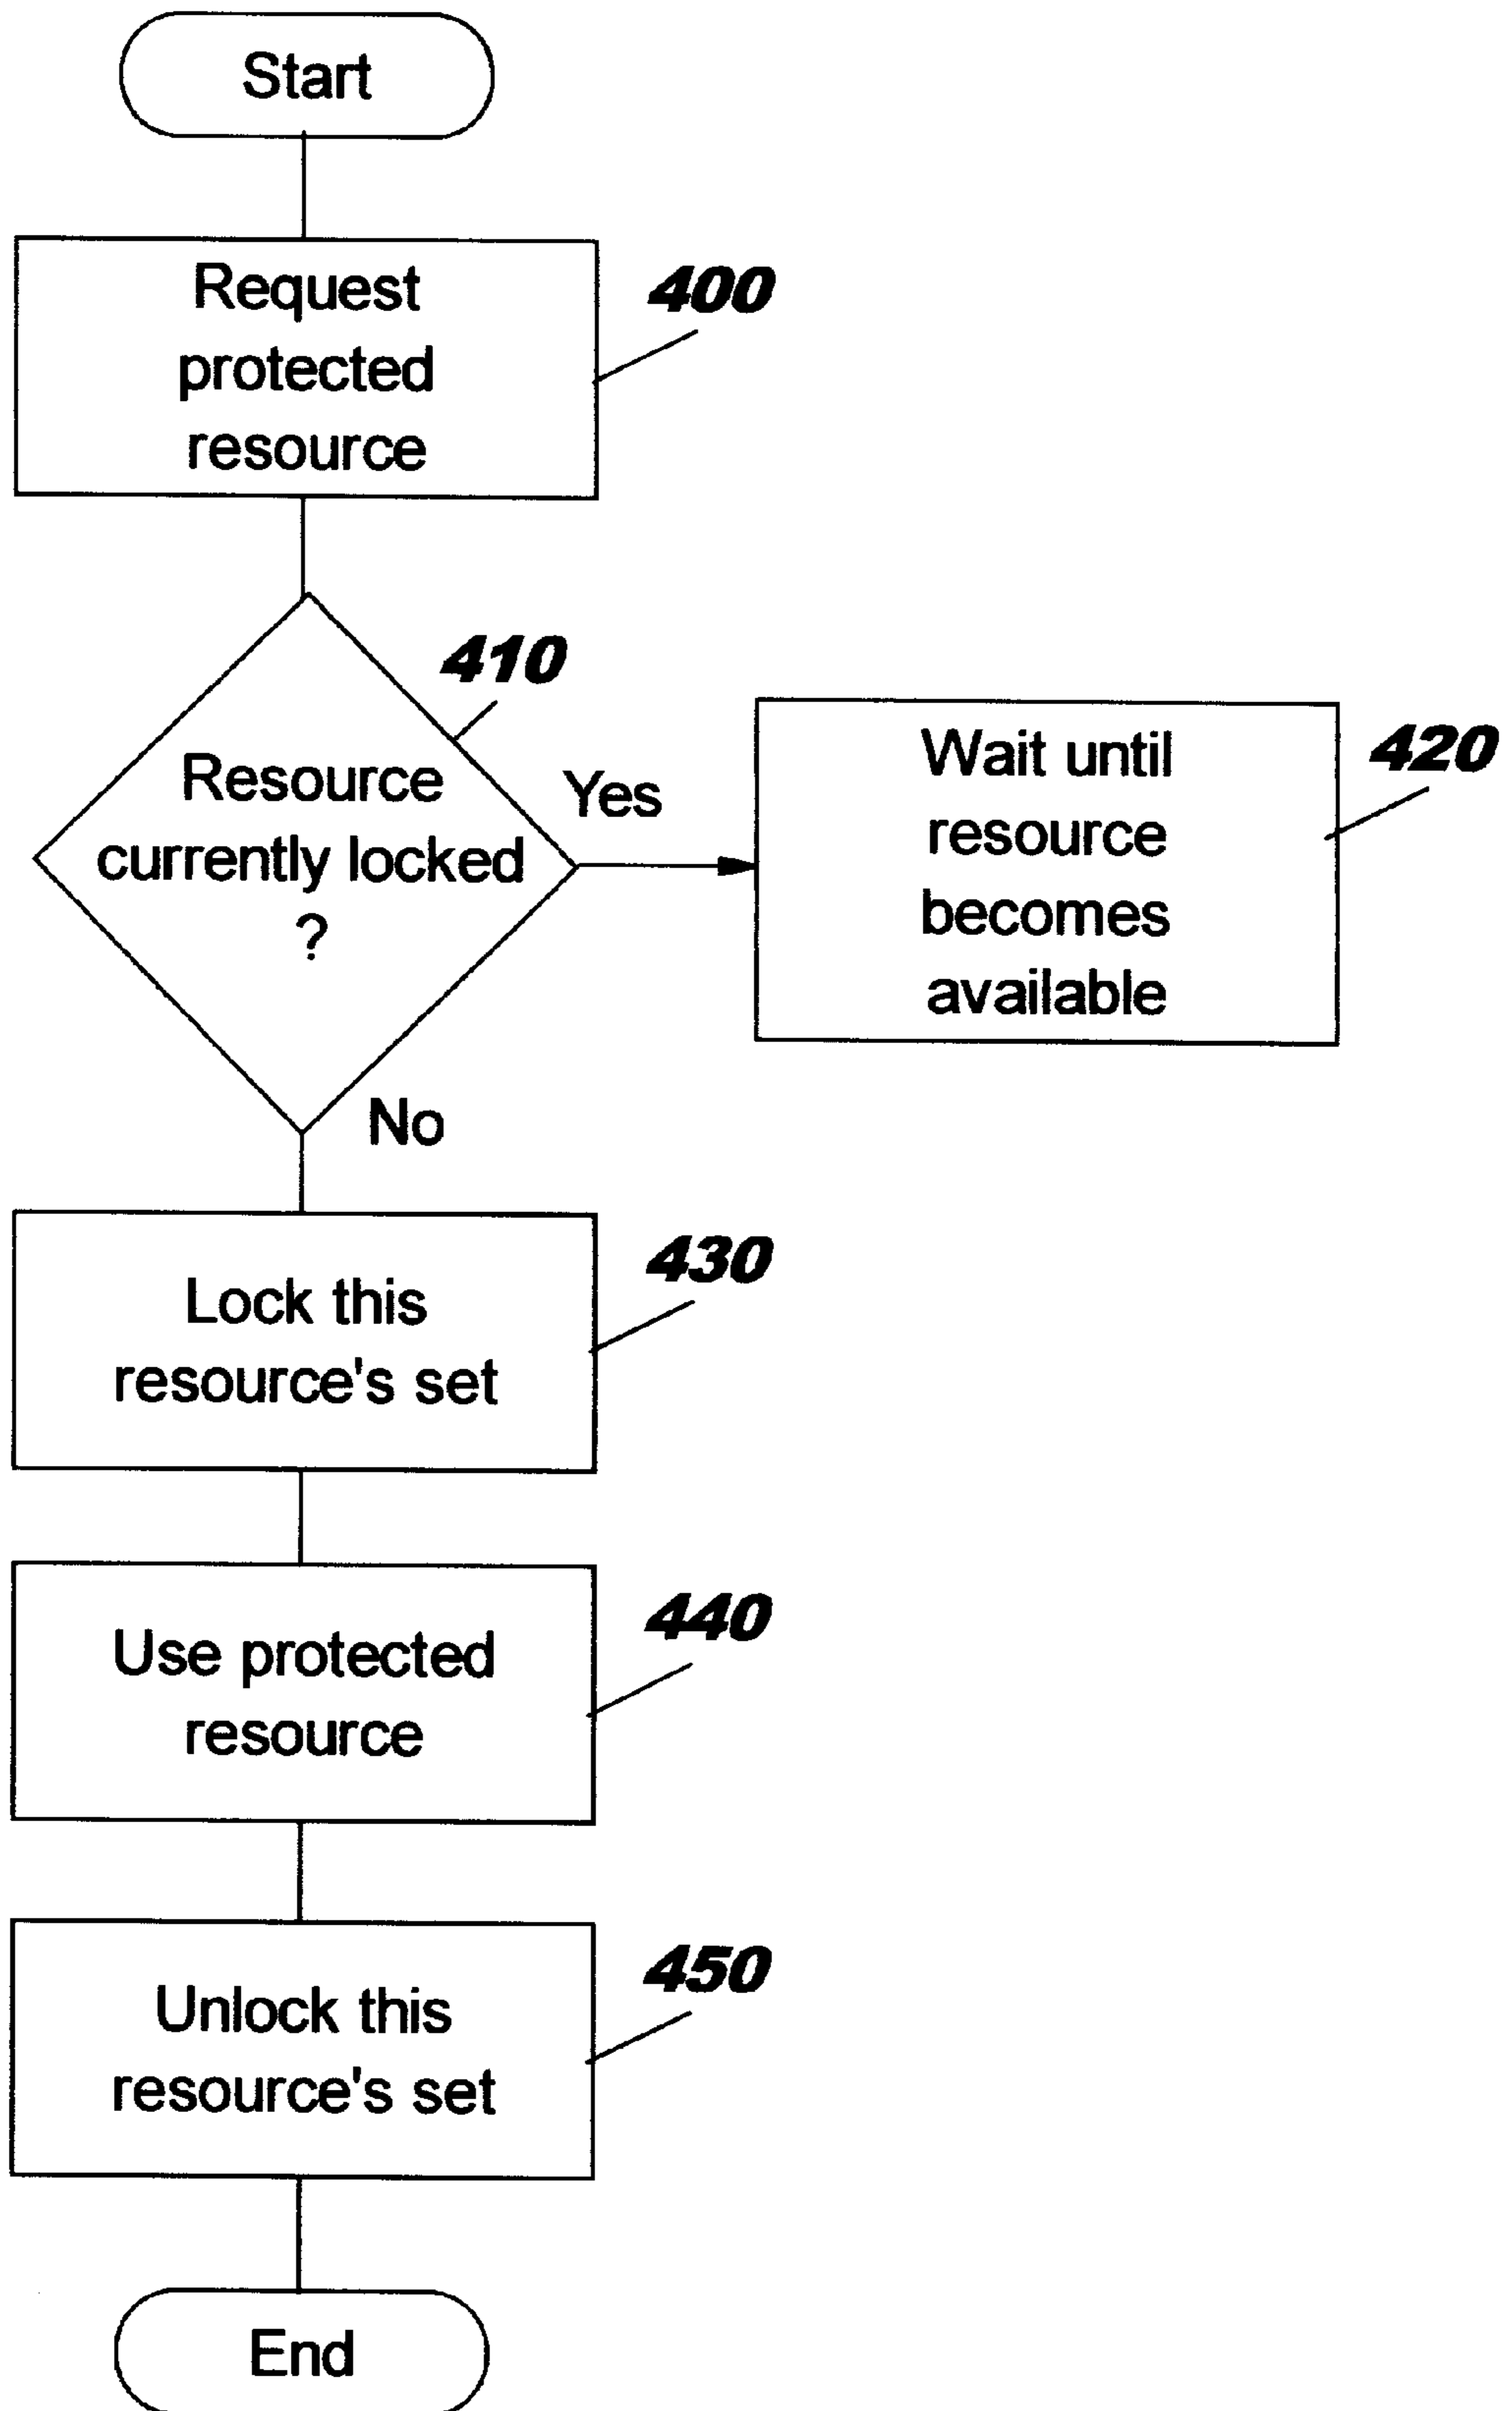 Start
Request
protected
resource
400
410
Resource
currently locked
?
Yes
Wait until
resource
becomes
available
420
No
Lock this
resource's set
430
Use protected
resource
440
Unlock this
resource's set
450
End